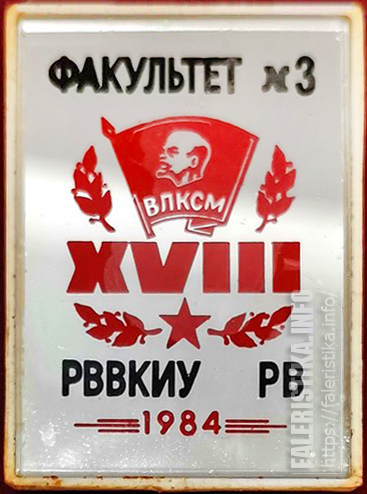 ФАКУЛЬТЕТ №3
ВЛКСМ
XVIII
РВВКИУ РВ
1984
FALERISTIKA.INFO
https://faleristika.info/